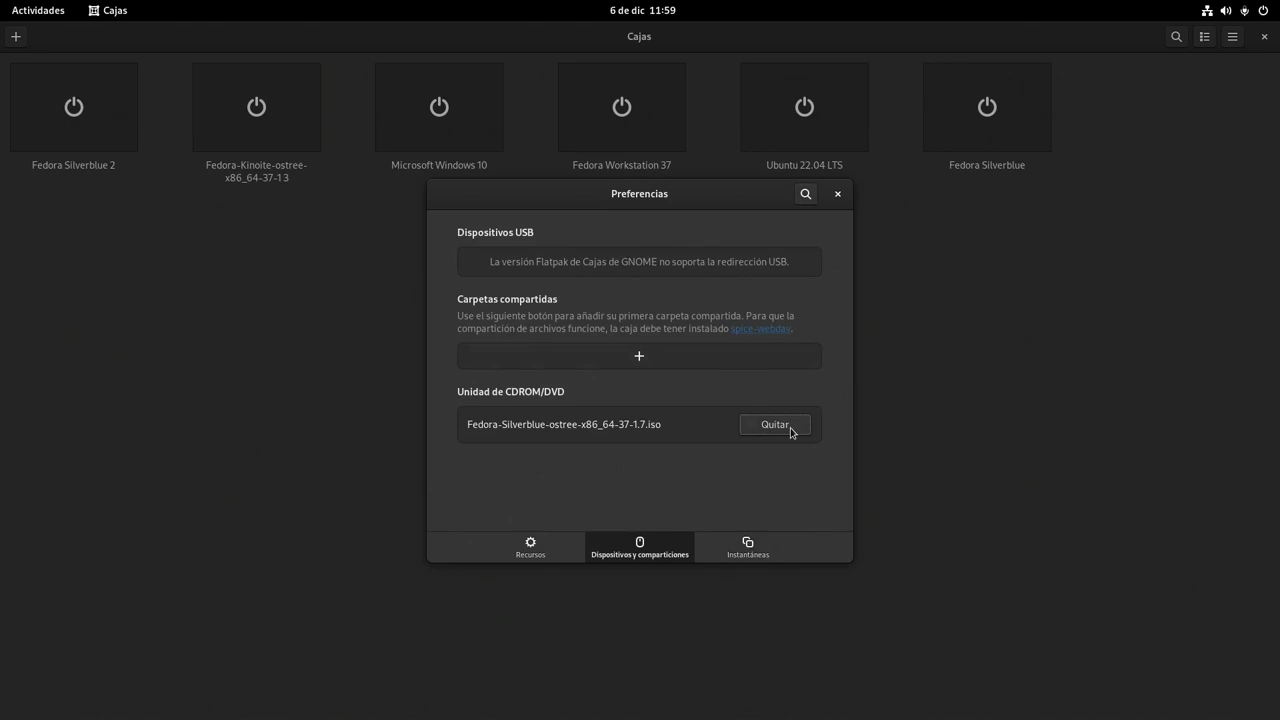 Actividades
Cajas
6 de dic 11:59
Cajas
Fedora Silverblue 2
Fedora-Kinoite-ostree-
x86_64-37-1 3
Microsoft Windows 10
Fedora Workstation 37
Ubuntu 22.04 LTS
Fedora Silverblue
Preferencias
Dispositivos USB
La versión Flatpak de Cajas de GNOME no soporta la redirección USB.
Carpetas compartidas
Use el siguiente botón para añadir su primera carpeta compartida. Para que la
compartición de archivos funcione, la caja debe tener instalado spice-webdav.
Unidad de CDROM/DVD
Fedora-Silverblue-ostree-x86_64-37-1.7.iso
Quitar
Recursos
Dispositivos y comparticiones
Instantáneas